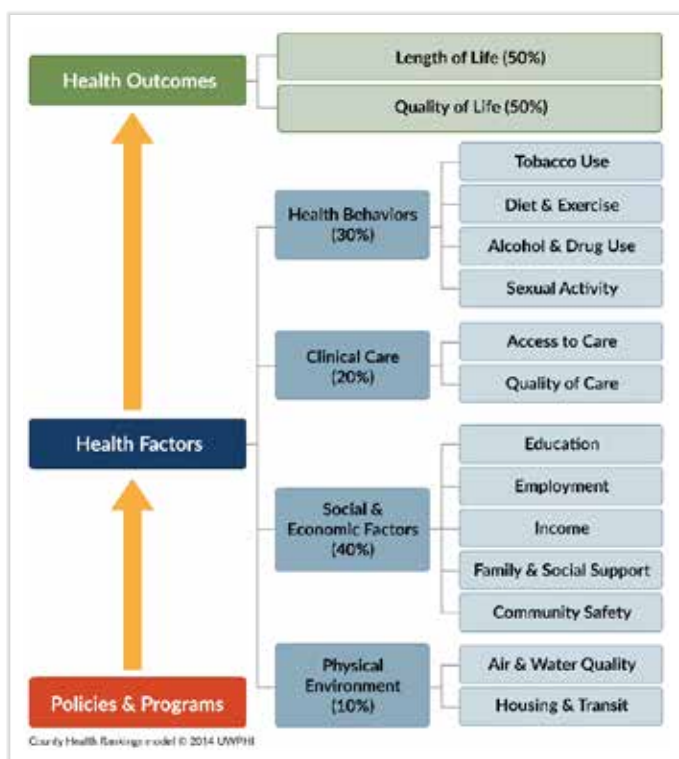 Health Outcomes
Length of Life (50%)
Quality of Life (50%)
Health Behaviors
(30%)
Tobacco Use
Diet & Exercise
Alcohol & Drug Use
Sexual Activity
Clinical Care
(20%)
Access to Care
Quality of Care
Health Factors
Social &
Economic Factors
(40%)
Education
Employment
Income
Family & Social Support
Community Safety
Physical
Environment
(10%)
Air & Water Quality
Housing & Transit
Policies & Programs
County Health Rankings model © 2014 UWPHI